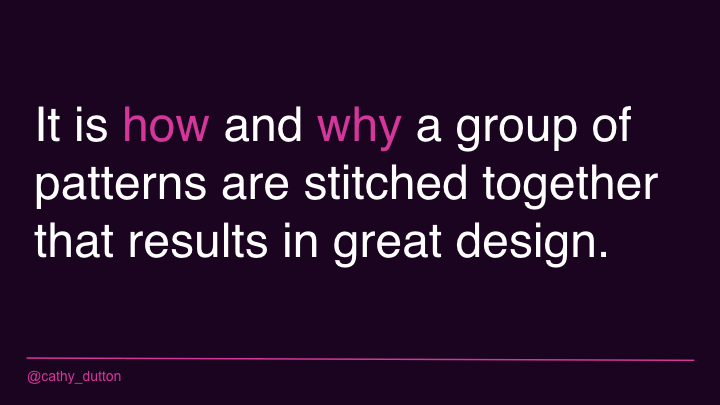 It is how and why a group of
patterns are stitched together
that results in great design.
@cathy_dutton